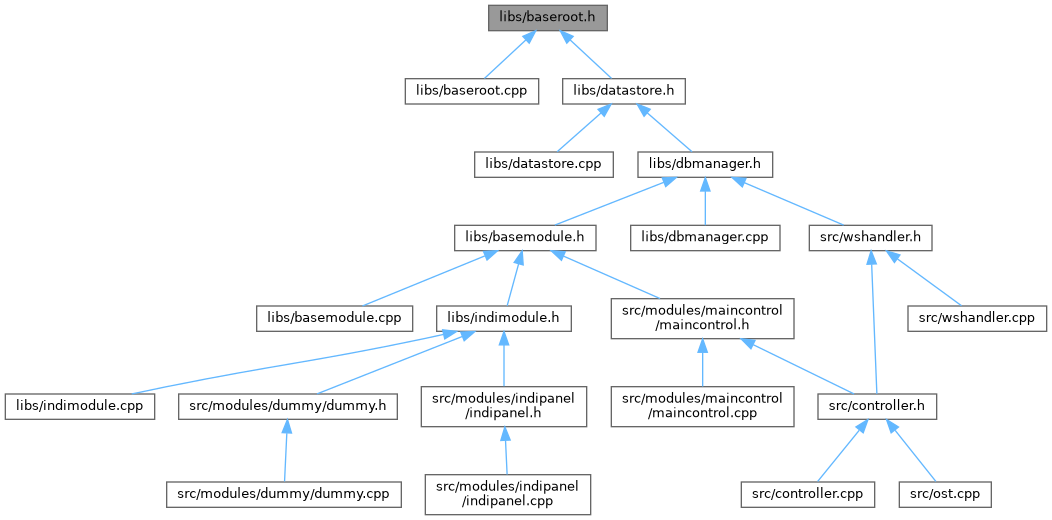 libs/baseroot.h
libs/baseroot.cpp
libs/datastore.h
libs/datastore.cpp
libs/dbmanager.h
libs/basemodule.h
libs/dbmanager.cpp
src/wshandler.h
libs/basemodule.cpp
libs/indimodule.h
src/modules/maincontrol
/maincontrol.h
src/wshandler.cpp
libs/indimodule.cpp
src/modules/dummy/dummy.h
src/modules/indipanel
/indipanel.h
src/modules/maincontrol
/maincontrol.cpp
src/controller.h
src/modules/dummy/dummy.cpp
src/modules/indipanel
/indipanel.cpp
src/controller.cpp
src/ost.cpp